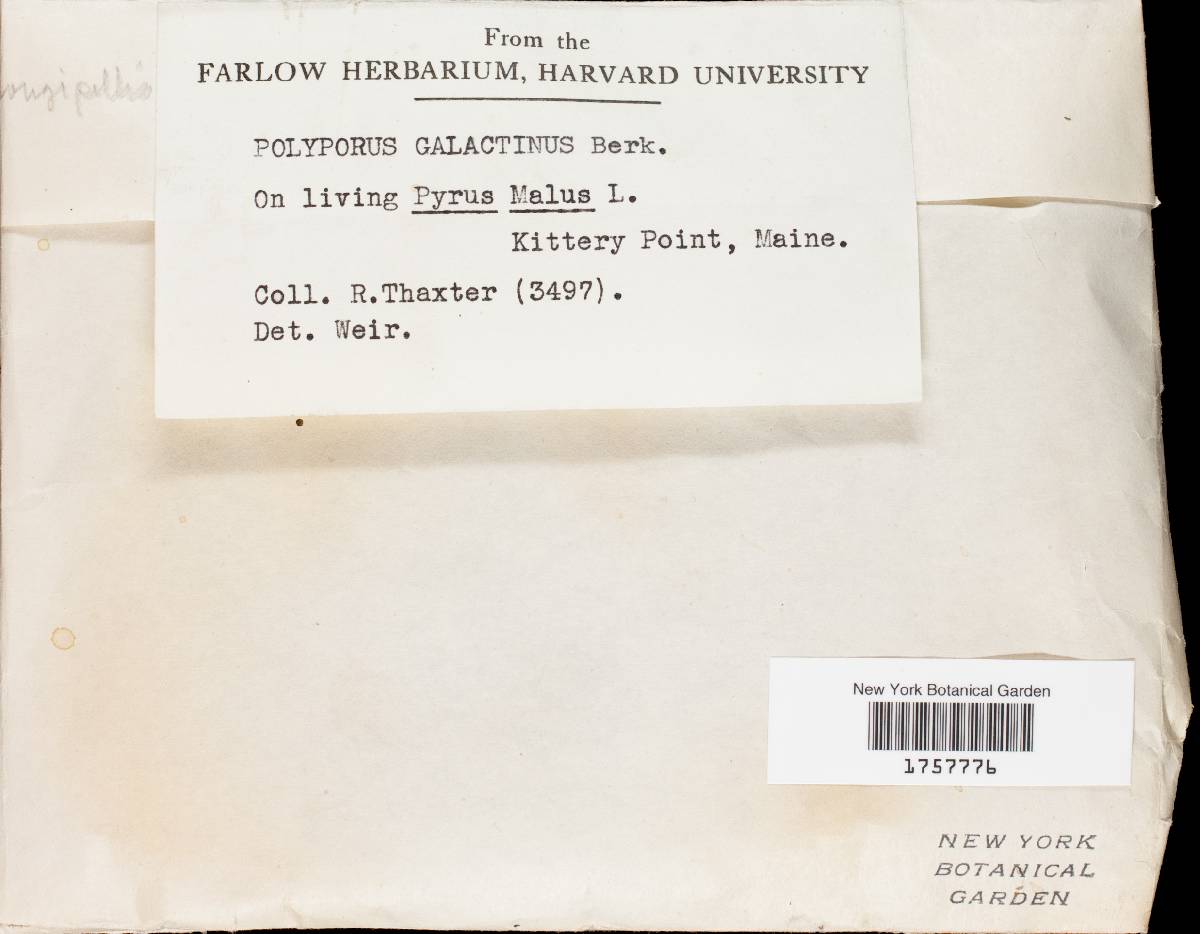 From the
FARLOW HERBARIUM, HARVARD UNIVERSITY
POLYPORUS GALACTINUS Berk.
On living Pyrus Malus L.
Kittery Point, Maine.
Coll. R.Thaxter (3497).
Det. Weir.
New York Botanical Garden
1757776
NEW YORK
BOTANICAL
GARDEN